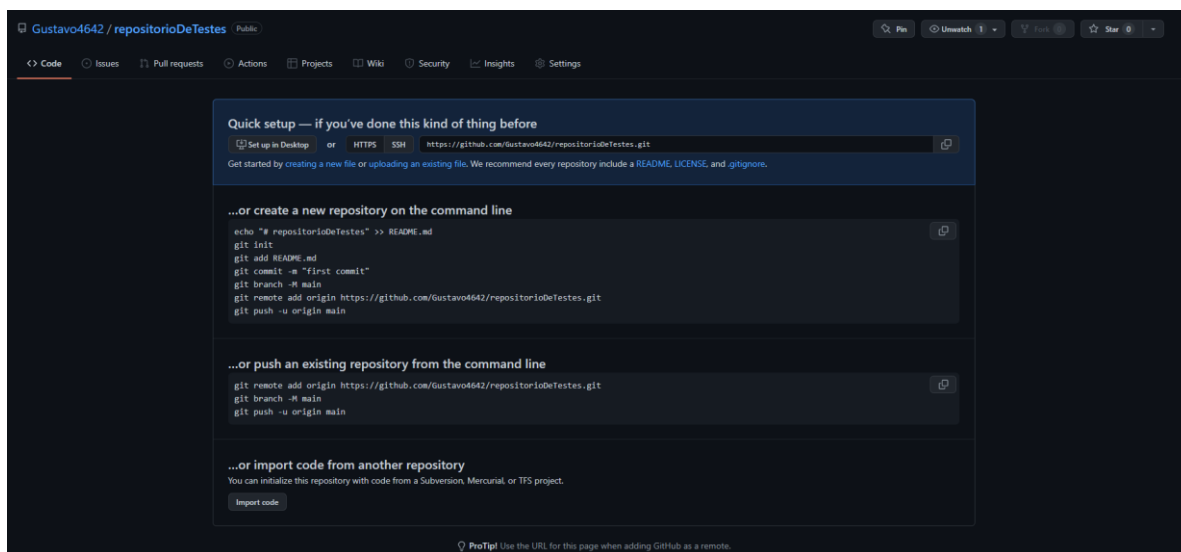 Gustavo4642 / repositorioDeTestes Public
Pin Unwatch 1 Fork 0 Star 0
<> Code Issues Pull requests Actions Projects Wiki Security Insights Settings
Quick setup — if you've done this kind of thing before
Set up in Desktop or HTTPS SSH https://github.com/Gustavo4642/repositorioDeTestes.git
Get started by creating a new file or uploading an existing file. We recommend every repository include a README, LICENSE, and .gitignore.
...or create a new repository on the command line
echo "# repositorioDeTestes" >> README.md
git init
git add README.md
git commit -m "first commit"
git branch -M main
git remote add origin https://github.com/Gustavo4642/repositorioDeTestes.git
git push -u origin main
...or push an existing repository from the command line
git remote add origin https://github.com/Gustavo4642/repositorioDeTestes.git
git branch -M main
git push -u origin main
...or import code from another repository
You can initialize this repository with code from a Subversion, Mercurial, or TFS project.
Import code
ProTip! Use the URL for this page when adding GitHub as a remote.